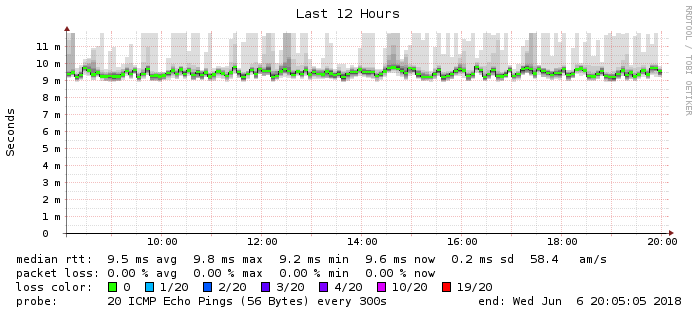 Last 12 Hours
RRDTOOL / TOBI OETIKER
Seconds
11 m
10 m
9 m
8 m
7 m
6 m
5 m
4 m
3 m
2 m
1 m
0
10:00 12:00 14:00 16:00 18:00 20:00
median rtt: 9.5 ms avg 9.8 ms max 9.2 ms min 9.6 ms now 0.2 ms sd 58.4 am/s
packet loss: 0.00 % avg 0.00 % max 0.00 % min 0.00 % now
loss color: 0 1/20 2/20 3/20 4/20 10/20 19/20
probe: 20 ICMP Echo Pings (56 Bytes) every 300s end: Wed Jun 6 20:05:05 2018